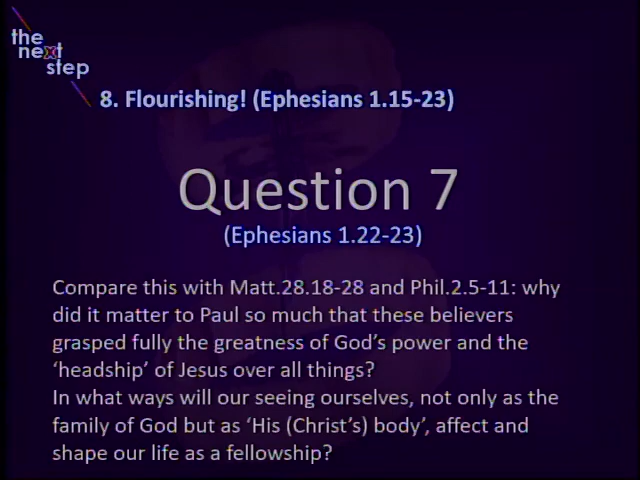 the
next
step
8. Flourishing! (Ephesians 1.15-23)
Question 7
(Ephesians 1.22-23)
Compare this with Matt.28.18-28 and Phil.2.5-11: why
did it matter to Paul so much that these believers
grasped fully the greatness of God's power and the
'headship' of Jesus over all things?
In what ways will our seeing ourselves, not only as the
family of God but as 'His (Christ's) body', affect and
shape our life as a fellowship?